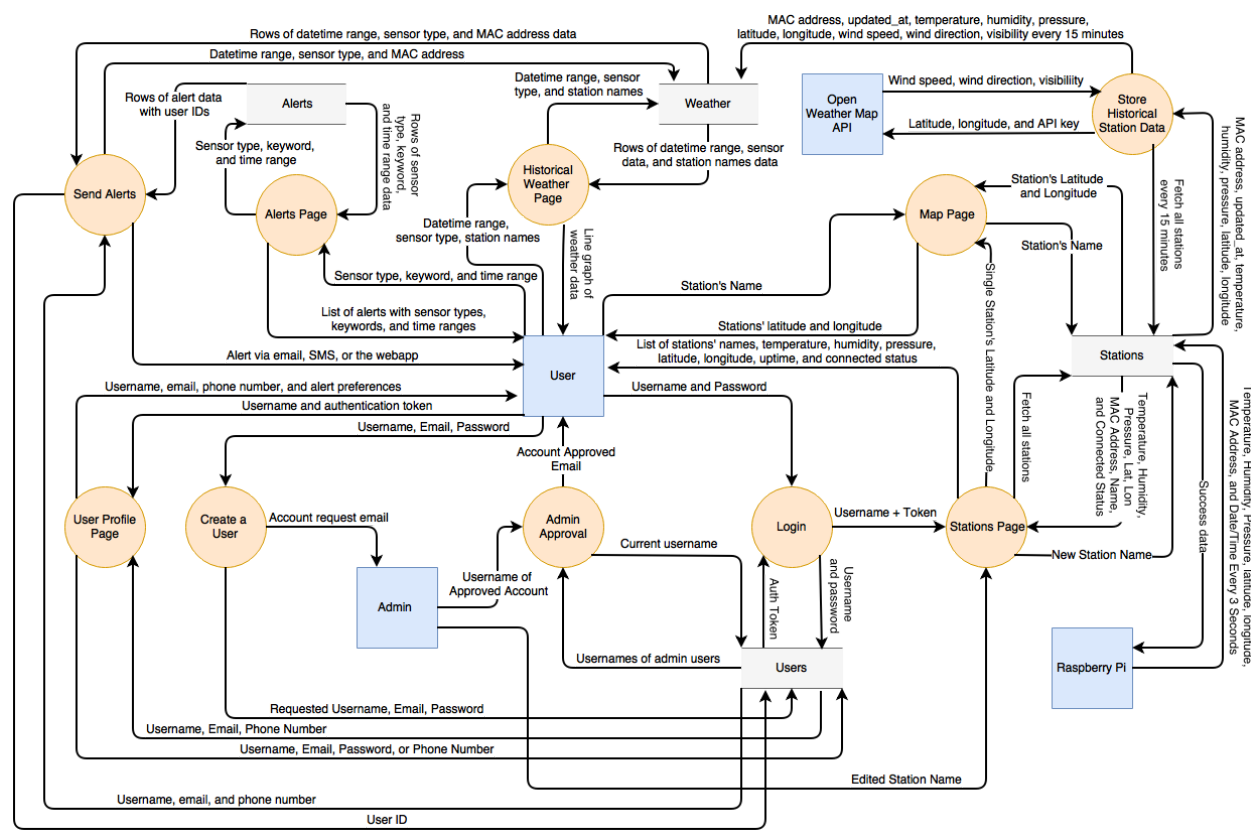 MAC address, updated_at, temperature, humidity, pressure,
latitude, longitude, wind speed, wind direction, visibility every 15 minutes
Rows of datetime range, sensor type, and MAC address data
Datetime range, sensor type, and MAC address
Datetime range, sensor
type, and station names
Rows of alert data
with user IDs
Alerts
Rows of sensor
type, keyword,
and time range data
Weather
Open
Weather Map
API
Wind speed, wind direction, visibility
Latitude, longitude, and API key
Store
Historical
Station Data
MAC address, updated_at, temperature,
humidity, pressure, latitude, longitude
Sensor type, keyword,
and time range
Rows of datetime range, sensor
data, and station names data
Send Alerts
Alerts Page
Historical
Weather
Page
Station's Latitude
and Longitude
Map Page
Fetch all stations
every 15 minutes
Datetime range,
sensor type, station names
Line graph of
weather data
Station's Name
Sensor type, keyword, and time range
Station's Name
Single Station's Latitude and Longitude
List of alerts with sensor types,
keywords, and time ranges
Stations' latitude and longitude
List of stations' names, temperature, humidity, pressure,
latitude, longitude, uptime, and connected status
Alert via email, SMS, or the webapp
User
Stations
Username, email, phone number, and alert preferences
Username and Password
Username and authentication token
Username, Email, Password
Fetch all stations
Temperature, Humidity,
Pressure, Lat, Lon
MAC Address, Name,
and Connected Status
Temperature, Humidity, Pressure, latitude, longitude,
MAC Address, and Date/Time Every 3 Seconds
Account Approved
Email
User Profile
Page
Create a
User
Account request email
Admin
Approval
Login
Username + Token
Stations Page
Success data
Current username
Username
and password
New Station Name
Username of
Approved Account
Admin
Auth Token
Usernames of admin users
Users
Raspberry Pi
Requested Username, Email, Password
Username, Email, Phone Number
Username, Email, Password, or Phone Number
Edited Station Name
Username, email, and phone number
User ID